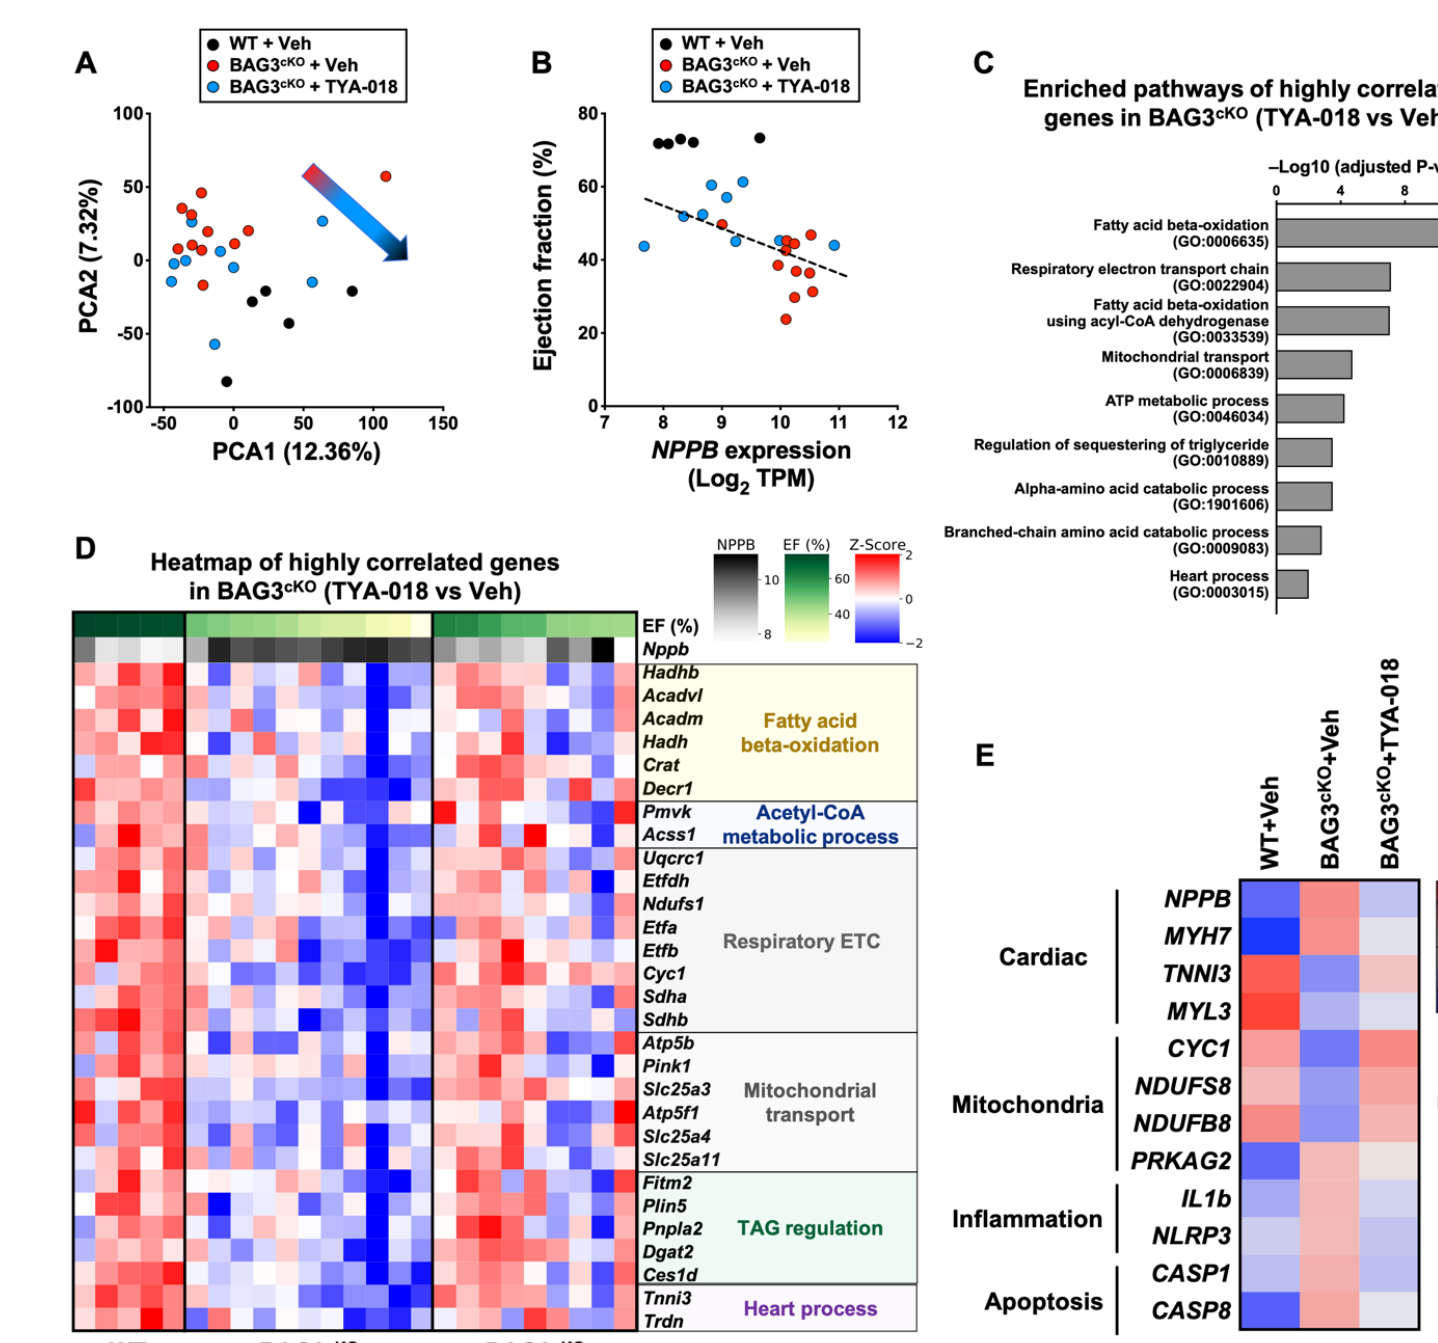 A
WT + Veh
BAG3cKO + Veh
BAG3cKO + TYA-018
100
50
0
-50
-100
-50
0
50
100
150
PCA2 (7.32%)
PCA1 (12.36%)
B
WT + Veh
BAG3cKO + Veh
BAG3cKO + TYA-018
80
60
40
20
0
7
8
9
10
11
12
Ejection fraction (%)
NPPB expression
(Log2 TPM)
C
Enriched pathways of highly correla
genes in BAG3cKO (TYA-018 vs Veh
–Log10 (adjusted P-v
0
4
8
Fatty acid beta-oxidation
(GO:0006635)
Respiratory electron transport chain
(GO:0022904)
Fatty acid beta-oxidation
using acyl-CoA dehydrogenase
(GO:0033539)
Mitochondrial transport
(GO:0006839)
ATP metabolic process
(GO:0046034)
Regulation of sequestering of triglyceride
(GO:0010889)
Alpha-amino acid catabolic process
(GO:1901606)
Branched-chain amino acid catabolic process
(GO:0009083)
Heart process
(GO:0003015)
D
Heatmap of highly correlated genes
in BAG3cKO (TYA-018 vs Veh)
NPPB
10
8
EF (%)
60
40
Z-Score
2
0
−2
EF (%)
Nppb
Hadhb
Acadvl
Acadm
Hadh
Crat
Decr1
Fatty acid
beta-oxidation
Pmvk
Acss1
Acetyl-CoA
metabolic process
Uqcrc1
Etfdh
Ndufs1
Etfa
Etfb
Cyc1
Sdha
Sdhb
Respiratory ETC
Atp5b
Pink1
Slc25a3
Atp5f1
Slc25a4
Slc25a11
Mitochondrial
transport
Fitm2
Plin5
Pnpla2
Dgat2
Ces1d
TAG regulation
Tnni3
Trdn
Heart process
E
WT+Veh
BAG3cKO+Veh
BAG3cKO+TYA-018
Cardiac
NPPB
MYH7
TNNI3
MYL3
Mitochondria
CYC1
NDUFS8
NDUFB8
PRKAG2
Inflammation
IL1b
NLRP3
Apoptosis
CASP1
CASP8